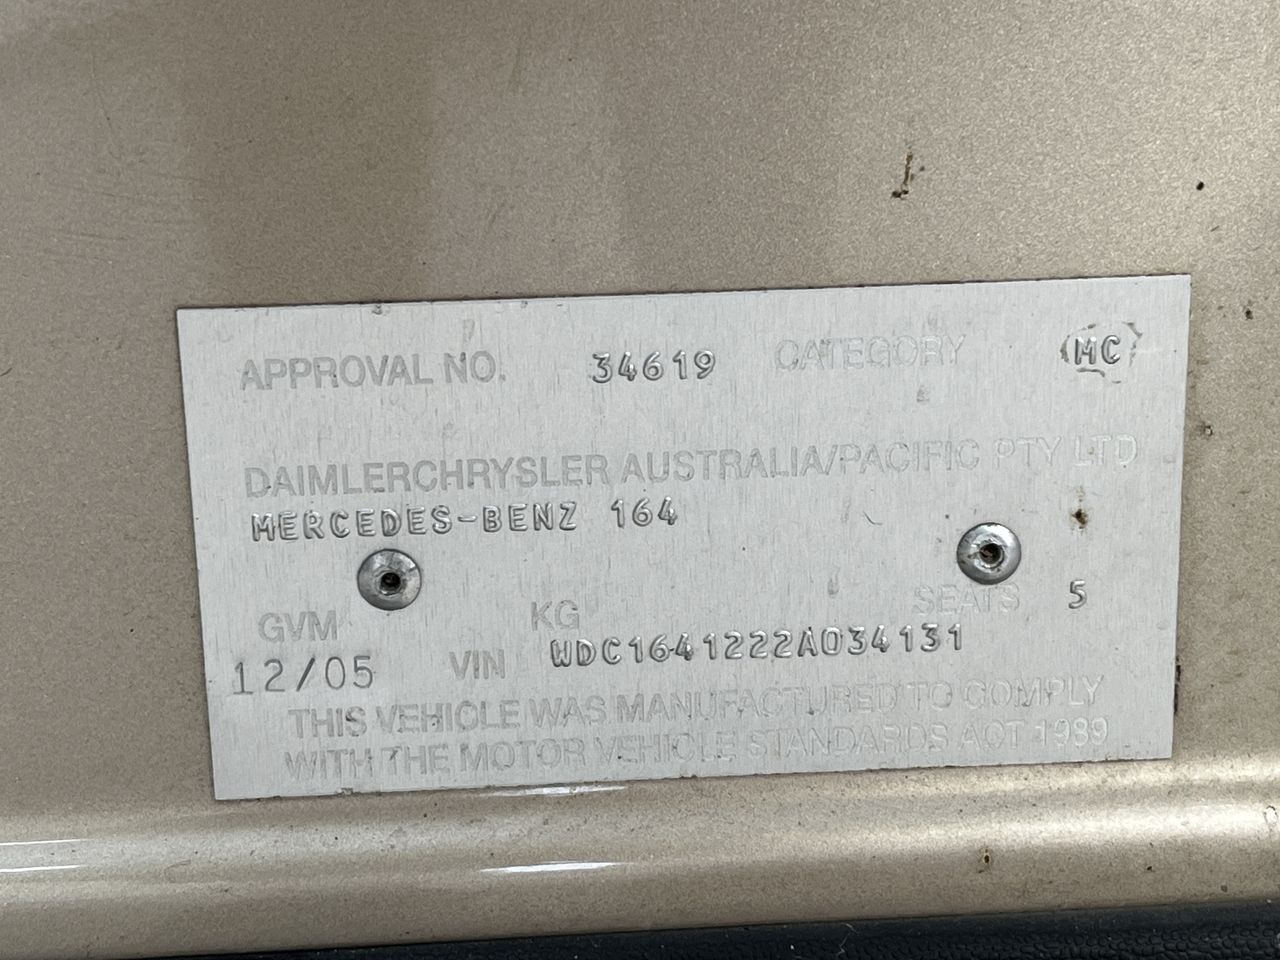 APPROVAL NO. 34619 CATEGORY MC
DAIMLERCHRYSLER AUSTRALIA/PACIFIC PTY LTD
MERCEDES-BENZ 164
GVM KG SEATS 5
12/05 VIN WDC1641222A034131
THIS VEHICLE WAS MANUFACTURED TO COMPLY
WITH THE MOTOR VEHICLE STANDARDS ACT 1989